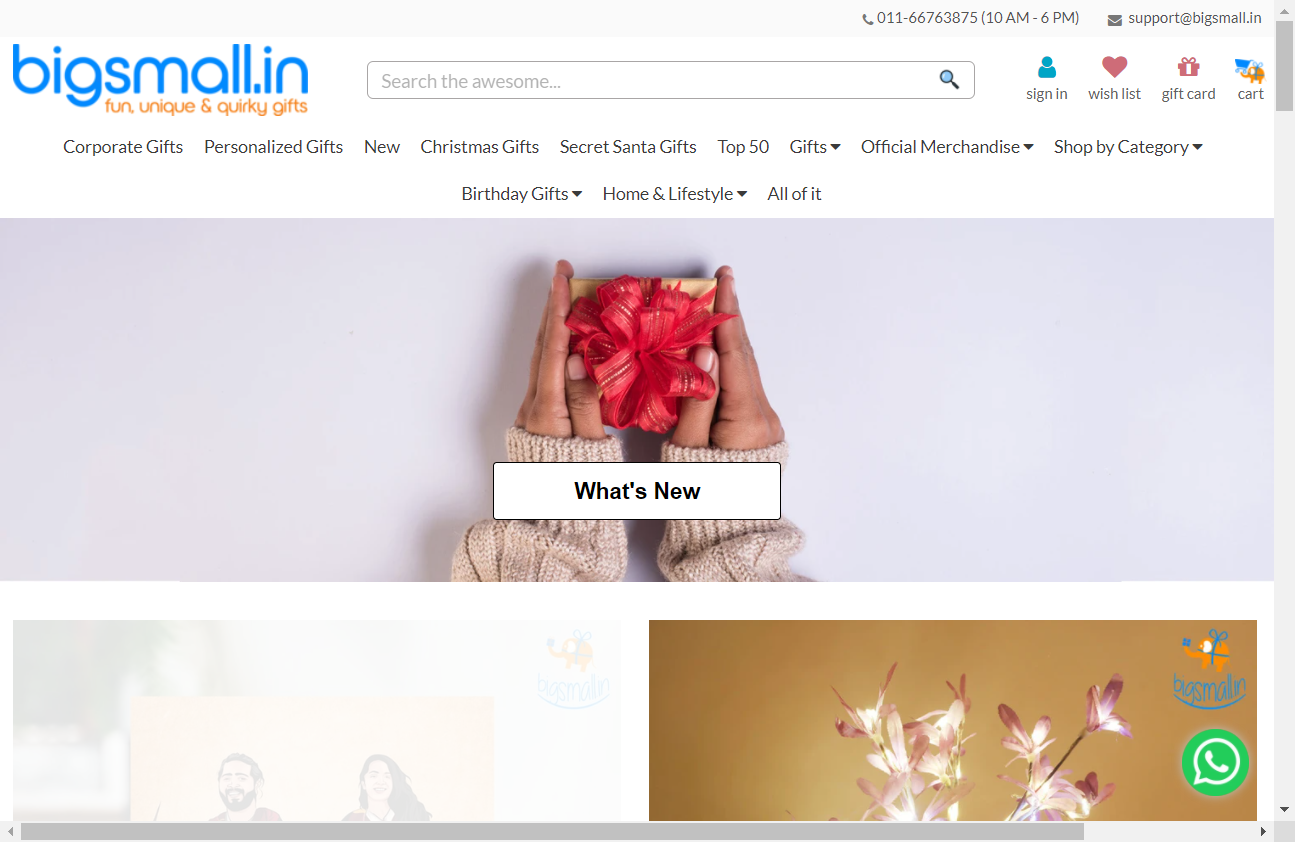 011-66763875 (10 AM - 6 PM) support@bigsmall.in
bigsmall.in
fun, unique & quirky gifts
Search the awesome...
sign in wish list gift card cart
Corporate Gifts Personalized Gifts New Christmas Gifts Secret Santa Gifts Top 50 Gifts Official Merchandise Shop by Category
Birthday Gifts Home & Lifestyle All of it
What's New
bigsmall.in bigsmall.in